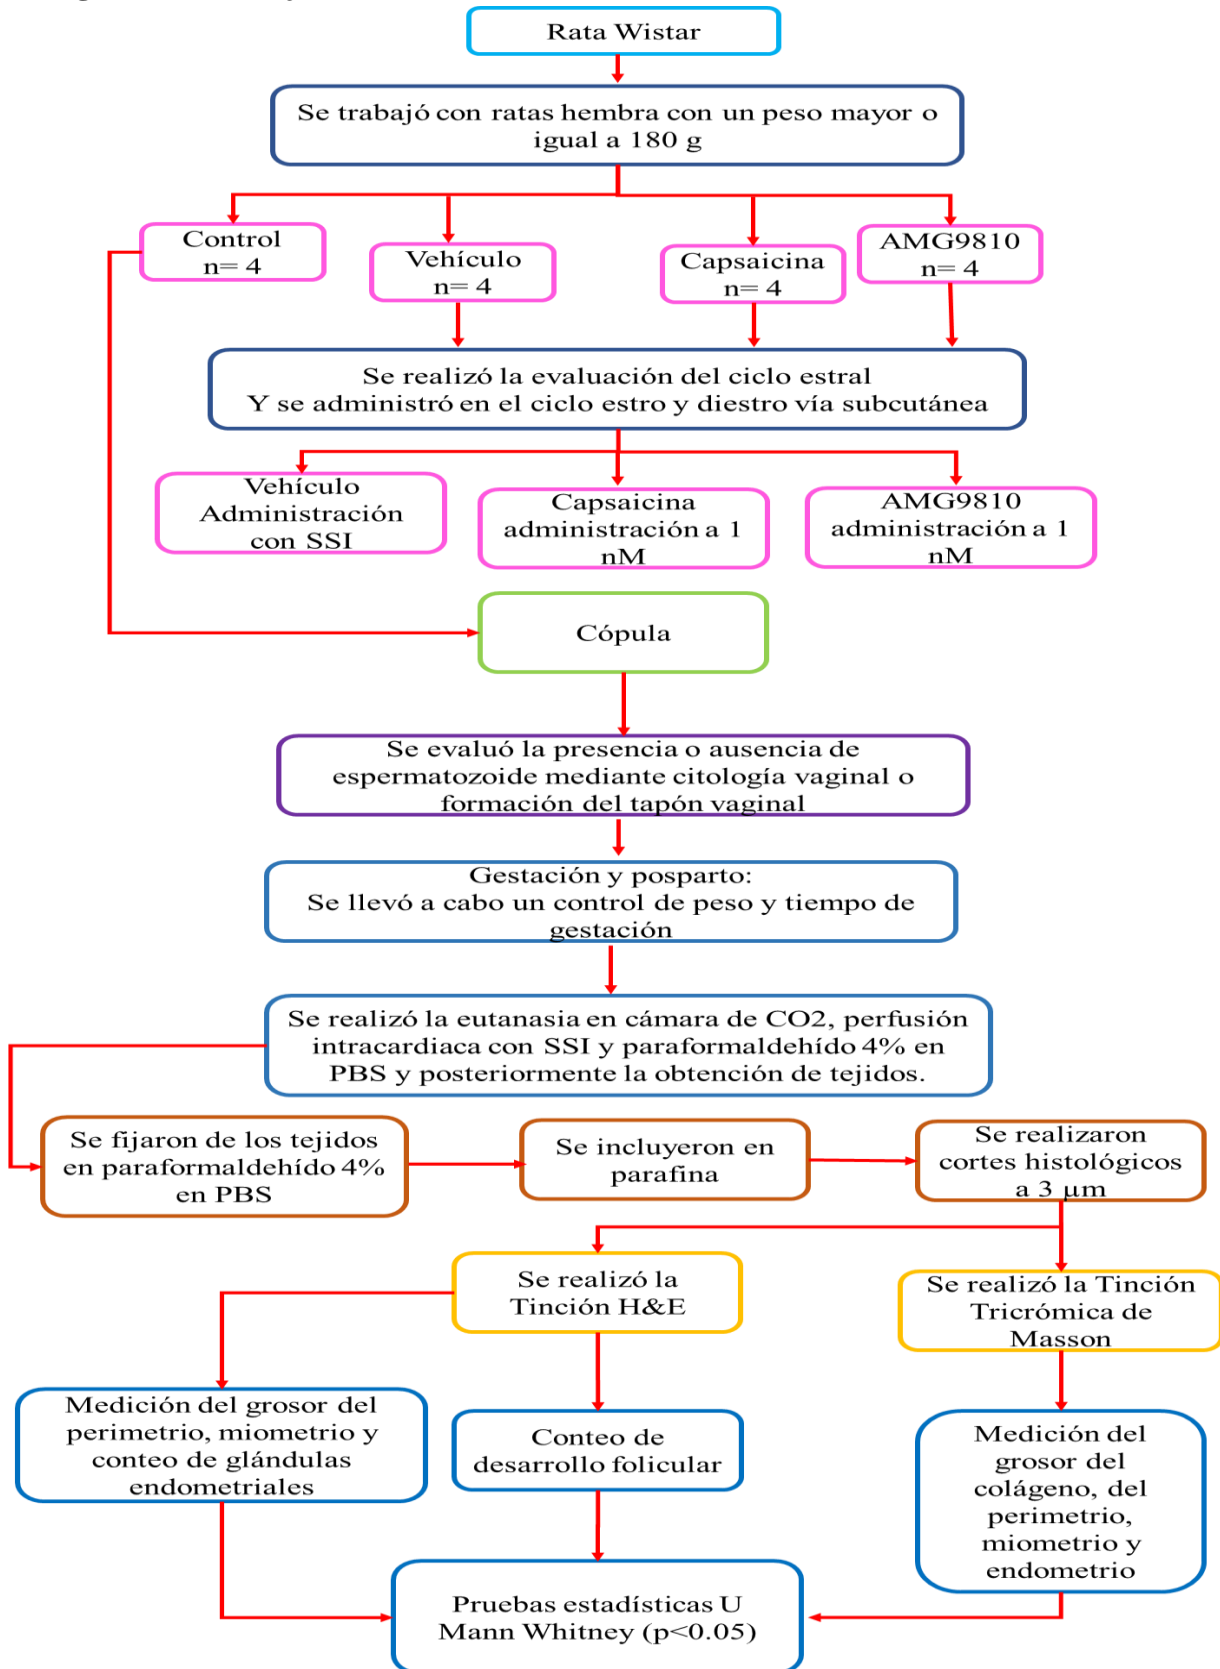 Rata Wistar
Se trabajó con ratas hembra con un peso mayor o
igual a 180 g
Control
n= 4
Vehículo
n= 4
Capsaicina
n= 4
AMG9810
n= 4
Se realizó la evaluación del ciclo estral
Y se administró en el ciclo estro y diestro vía subcutánea
Vehículo
Administración
con SSI
Capsaicina
administración a 1
nM
AMG9810
administración a 1
nM
Cópula
Se evaluó la presencia o ausencia de
espermatozoide mediante citología vaginal o
formación del tapón vaginal
Gestación y posparto:
Se llevó a cabo un control de peso y tiempo de
gestación
Se realizó la eutanasia en cámara de CO2, perfusión
intracardiaca con SSI y paraformaldehído 4% en
PBS y posteriormente la obtención de tejidos.
Se fijaron de los tejidos
en paraformaldehído 4%
en PBS
Se incluyeron en
parafina
Se realizaron
cortes histológicos
a 3 µm
Se realizó la
Tinción H&E
Se realizó la Tinción
Tricrómica de
Masson
Medición del grosor del
perimetrio, miometrio y
conteo de glándulas
endometriales
Conteo de
desarrollo folicular
Medición del
grosor del
colágeno, del
perimetrio,
miometrio y
endometrio
Pruebas estadísticas U
Mann Whitney (p<0.05)